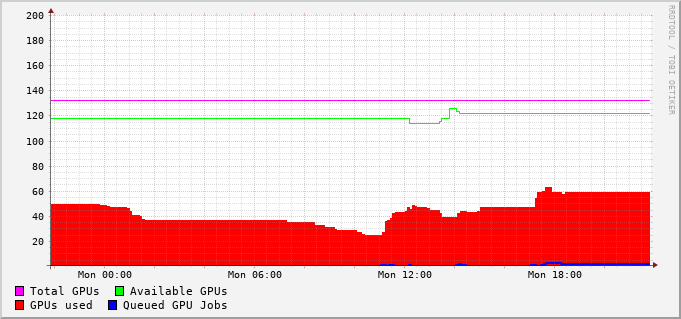 200
180
160
140
120
100
80
60
40
20
Mon 00:00 Mon 06:00 Mon 12:00 Mon 18:00
Total GPUs Available GPUs
GPUs used Queued GPU Jobs
RRDTOOL / TOBI OETIKER